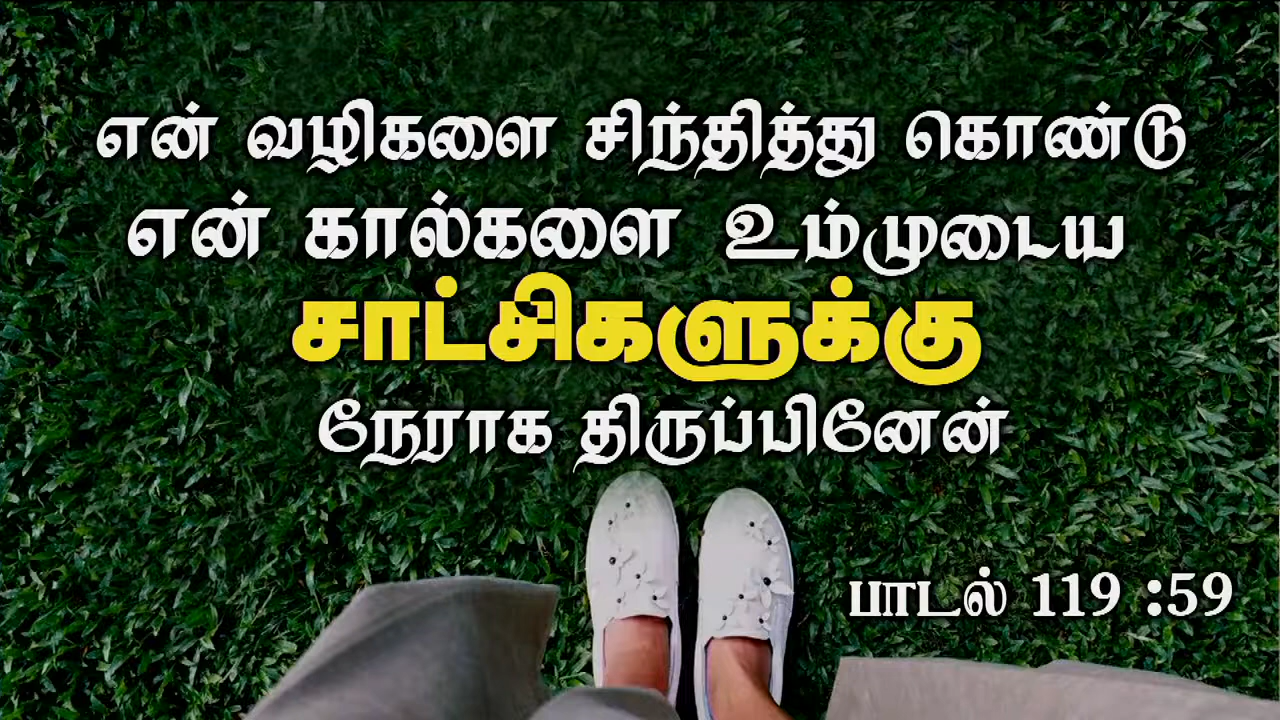 என் வழிகளை சிந்தித்து கொண்டு
என் கால்களை உம்முடைய
சாட்சிகளுக்கு
நேராக திருப்பினேன்
பாடல் 119 :59